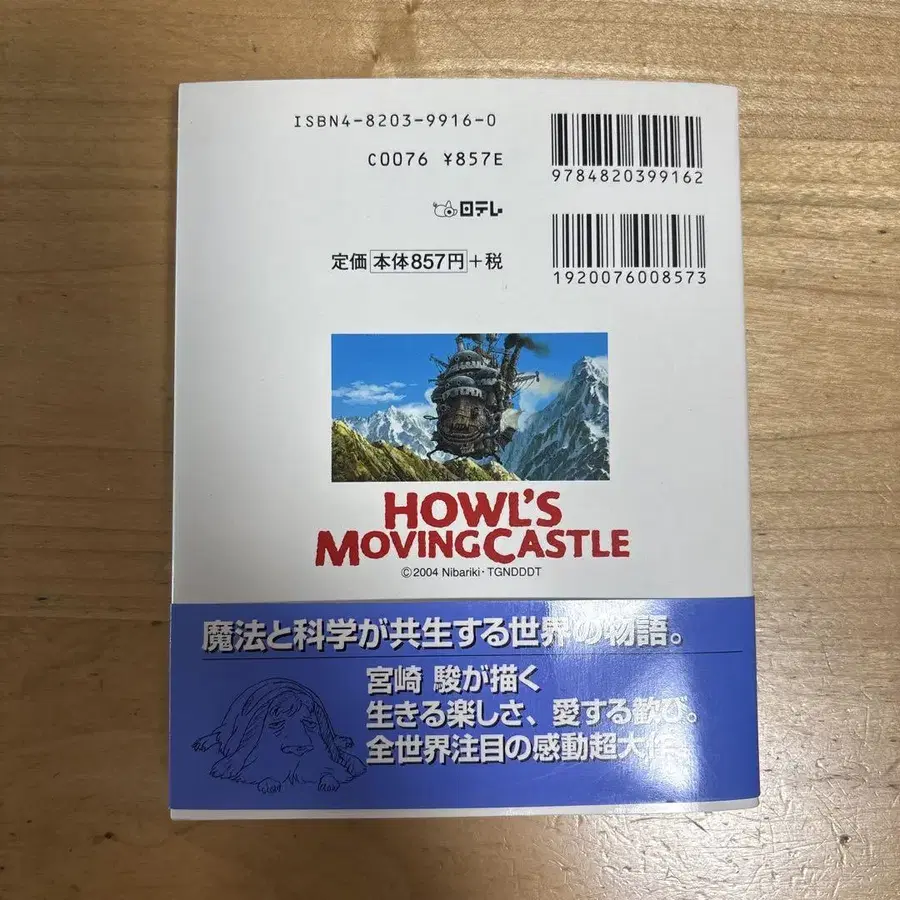 ISBN4-8203-9916-0
C0076 ¥857E
9784820399162
日テレ
定価 本体857円+税
1920076008573
HOWL'S
MOVING CASTLE
©2004 Nibariki・TGNDDDT
魔法と科学が共生する世界の物語。
宮崎 駿が描く
生きる楽しさ、愛する歓び。
全世界注目の感動超大作。